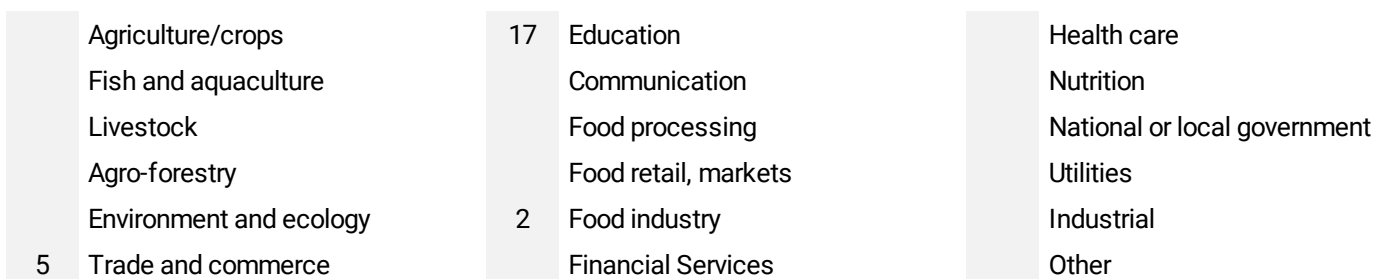 Agriculture/crops
Fish and aquaculture
Livestock
Agro-forestry
Environment and ecology
5 Trade and commerce
17 Education
Communication
Food processing
Food retail, markets
2 Food industry
Financial Services
Health care
Nutrition
National or local government
Utilities
Industrial
Other